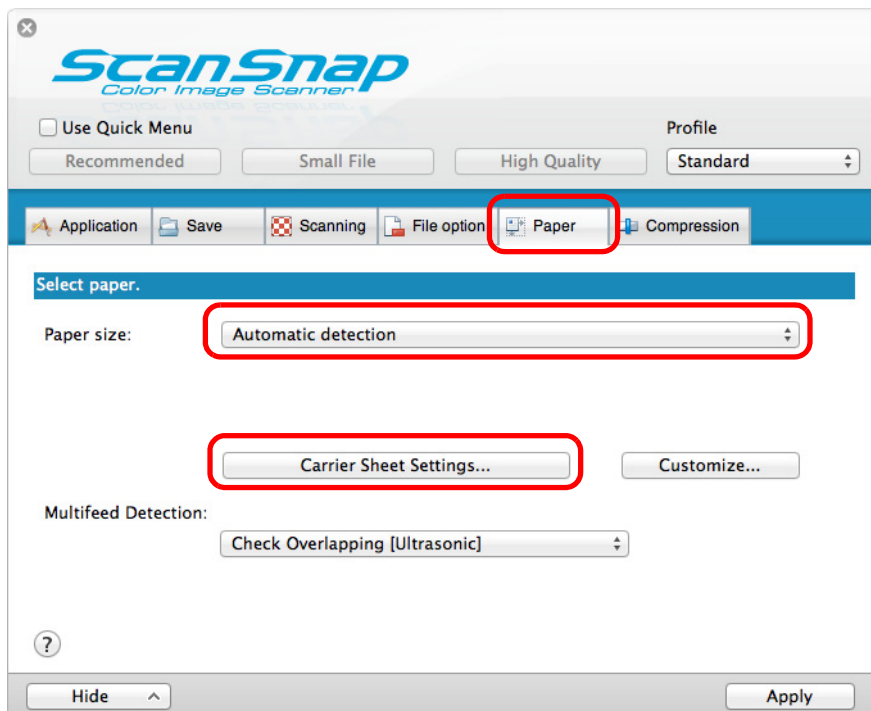 ScanSnap
Color Image Scanner
Use Quick Menu
Profile
Recommended
Small File
High Quality
Standard
Application
Save
Scanning
File option
Paper
Compression
Select paper.
Paper size:
Automatic detection
Carrier Sheet Settings...
Customize...
Multifeed Detection:
Check Overlapping [Ultrasonic]
?
Hide
Apply